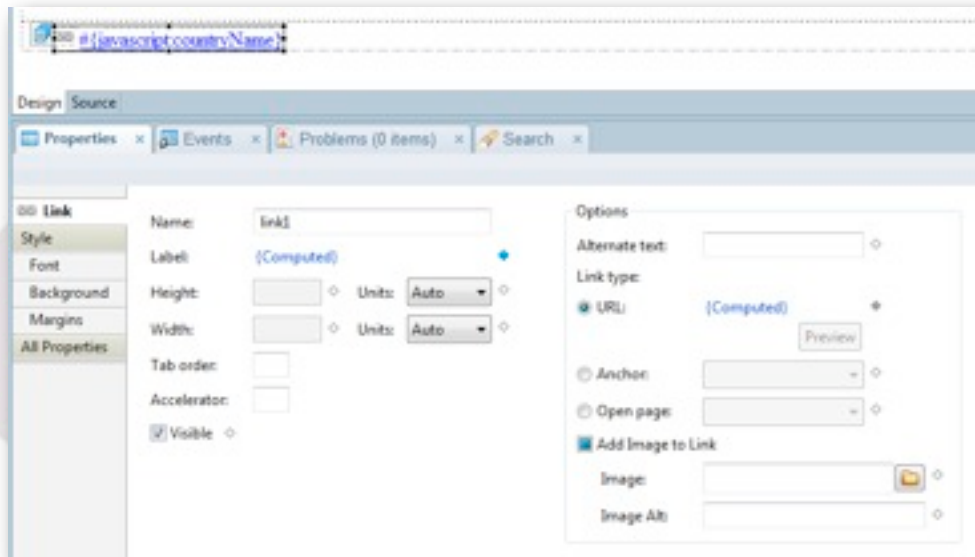 #{javascript:countryName}
Design Source
Properties Events Problems (0 items) Search
Link
Style
Font
Background
Margins
All Properties
Name: link1
Label: {Computed}
Height: Units: Auto
Width: Units: Auto
Tab order:
Accelerator:
Visible
Options
Alternate text:
Link type:
URL: {Computed}
Preview
Anchor:
Open page:
Add Image to Link
Image:
Image Alt: